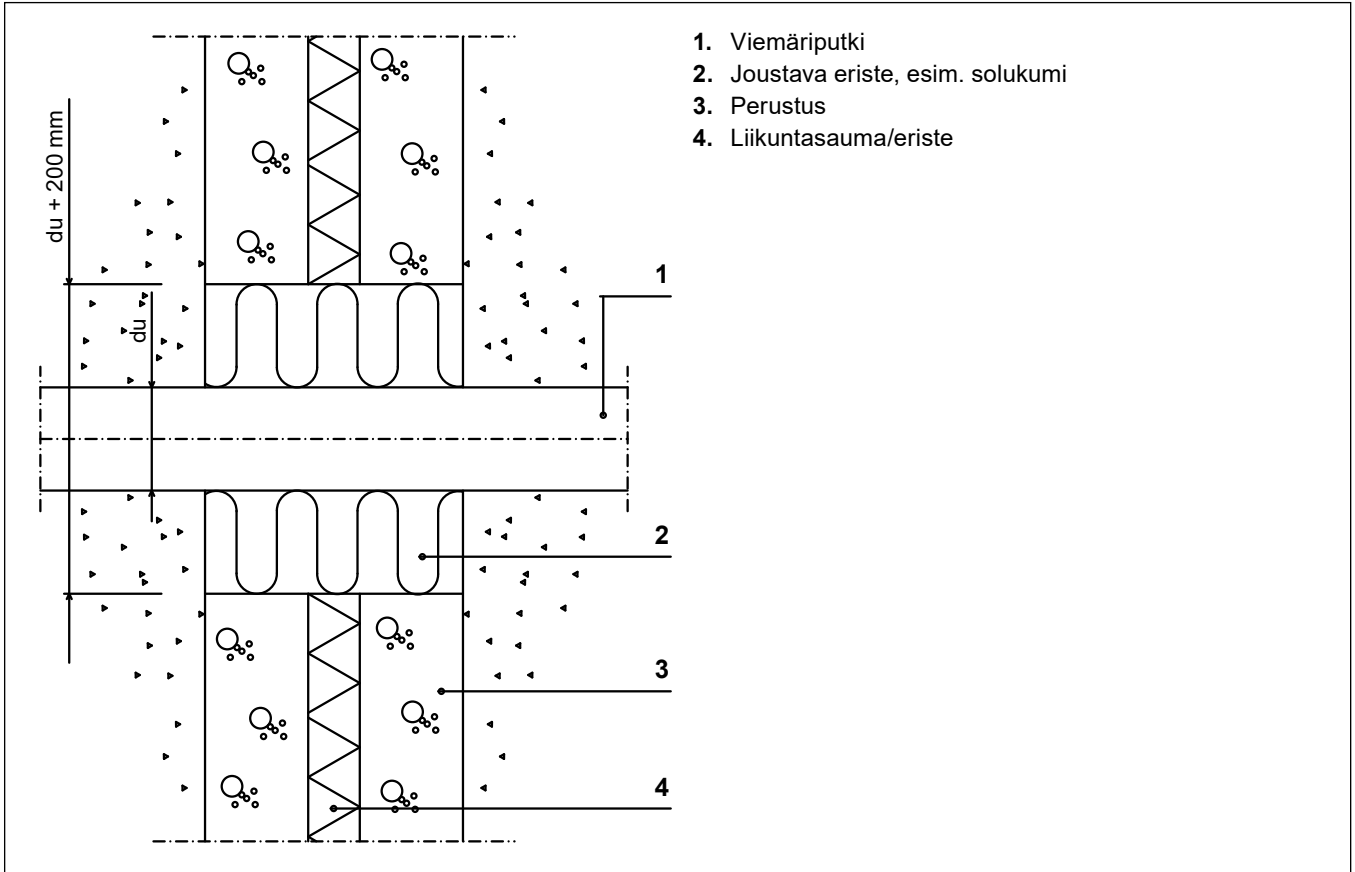 1. Viemäriputki
2. Joustava eriste, esim. solukumi
3. Perustus
4. Liikuntasauma/eriste
du + 200 mm
du
1
2
3
4